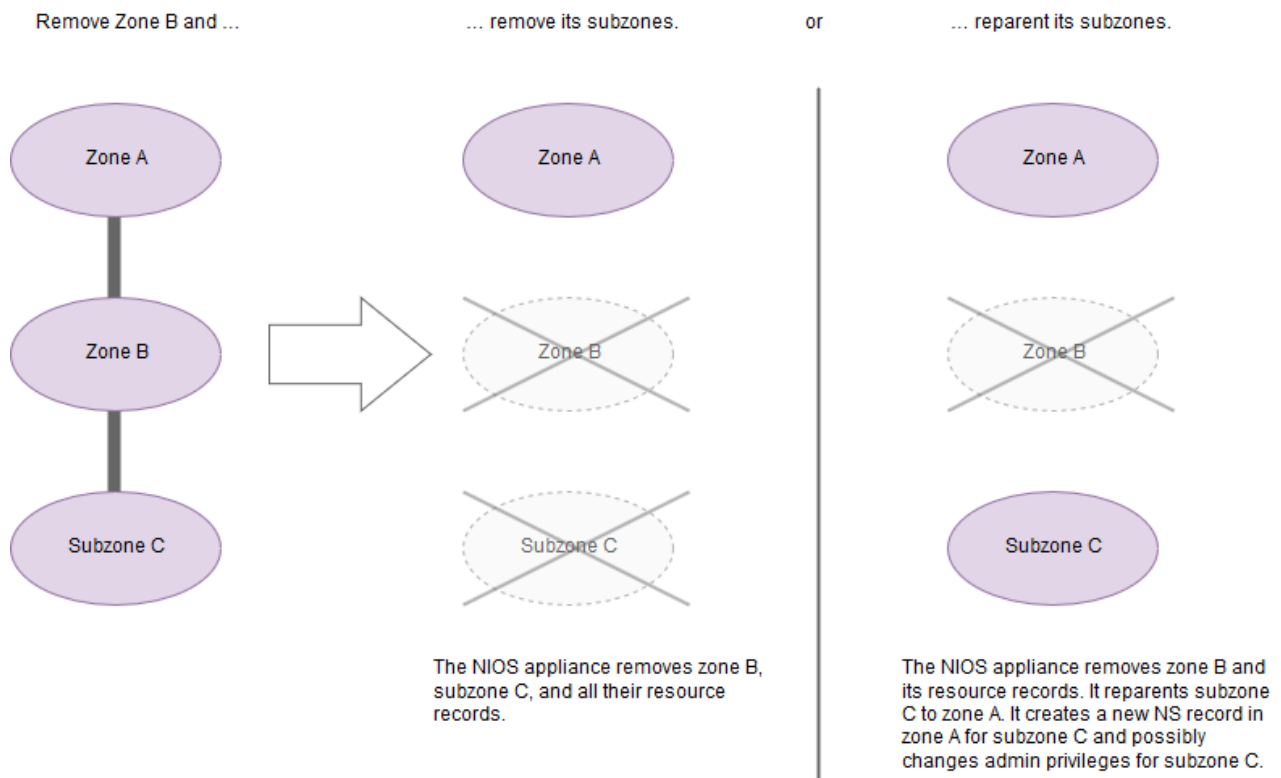 Remove Zone B and ...
... remove its subzones.
or
... reparent its subzones.
Zone A
Zone A
Zone A
Zone B
Zone B
Zone B
Subzone C
Subzone C
Subzone C
The NIOS appliance removes zone B,
subzone C, and all their resource
records.
The NIOS appliance removes zone B and
its resource records. It reparents subzone
C to zone A. It creates a new NS record in
zone A for subzone C and possibly
changes admin privileges for subzone C.